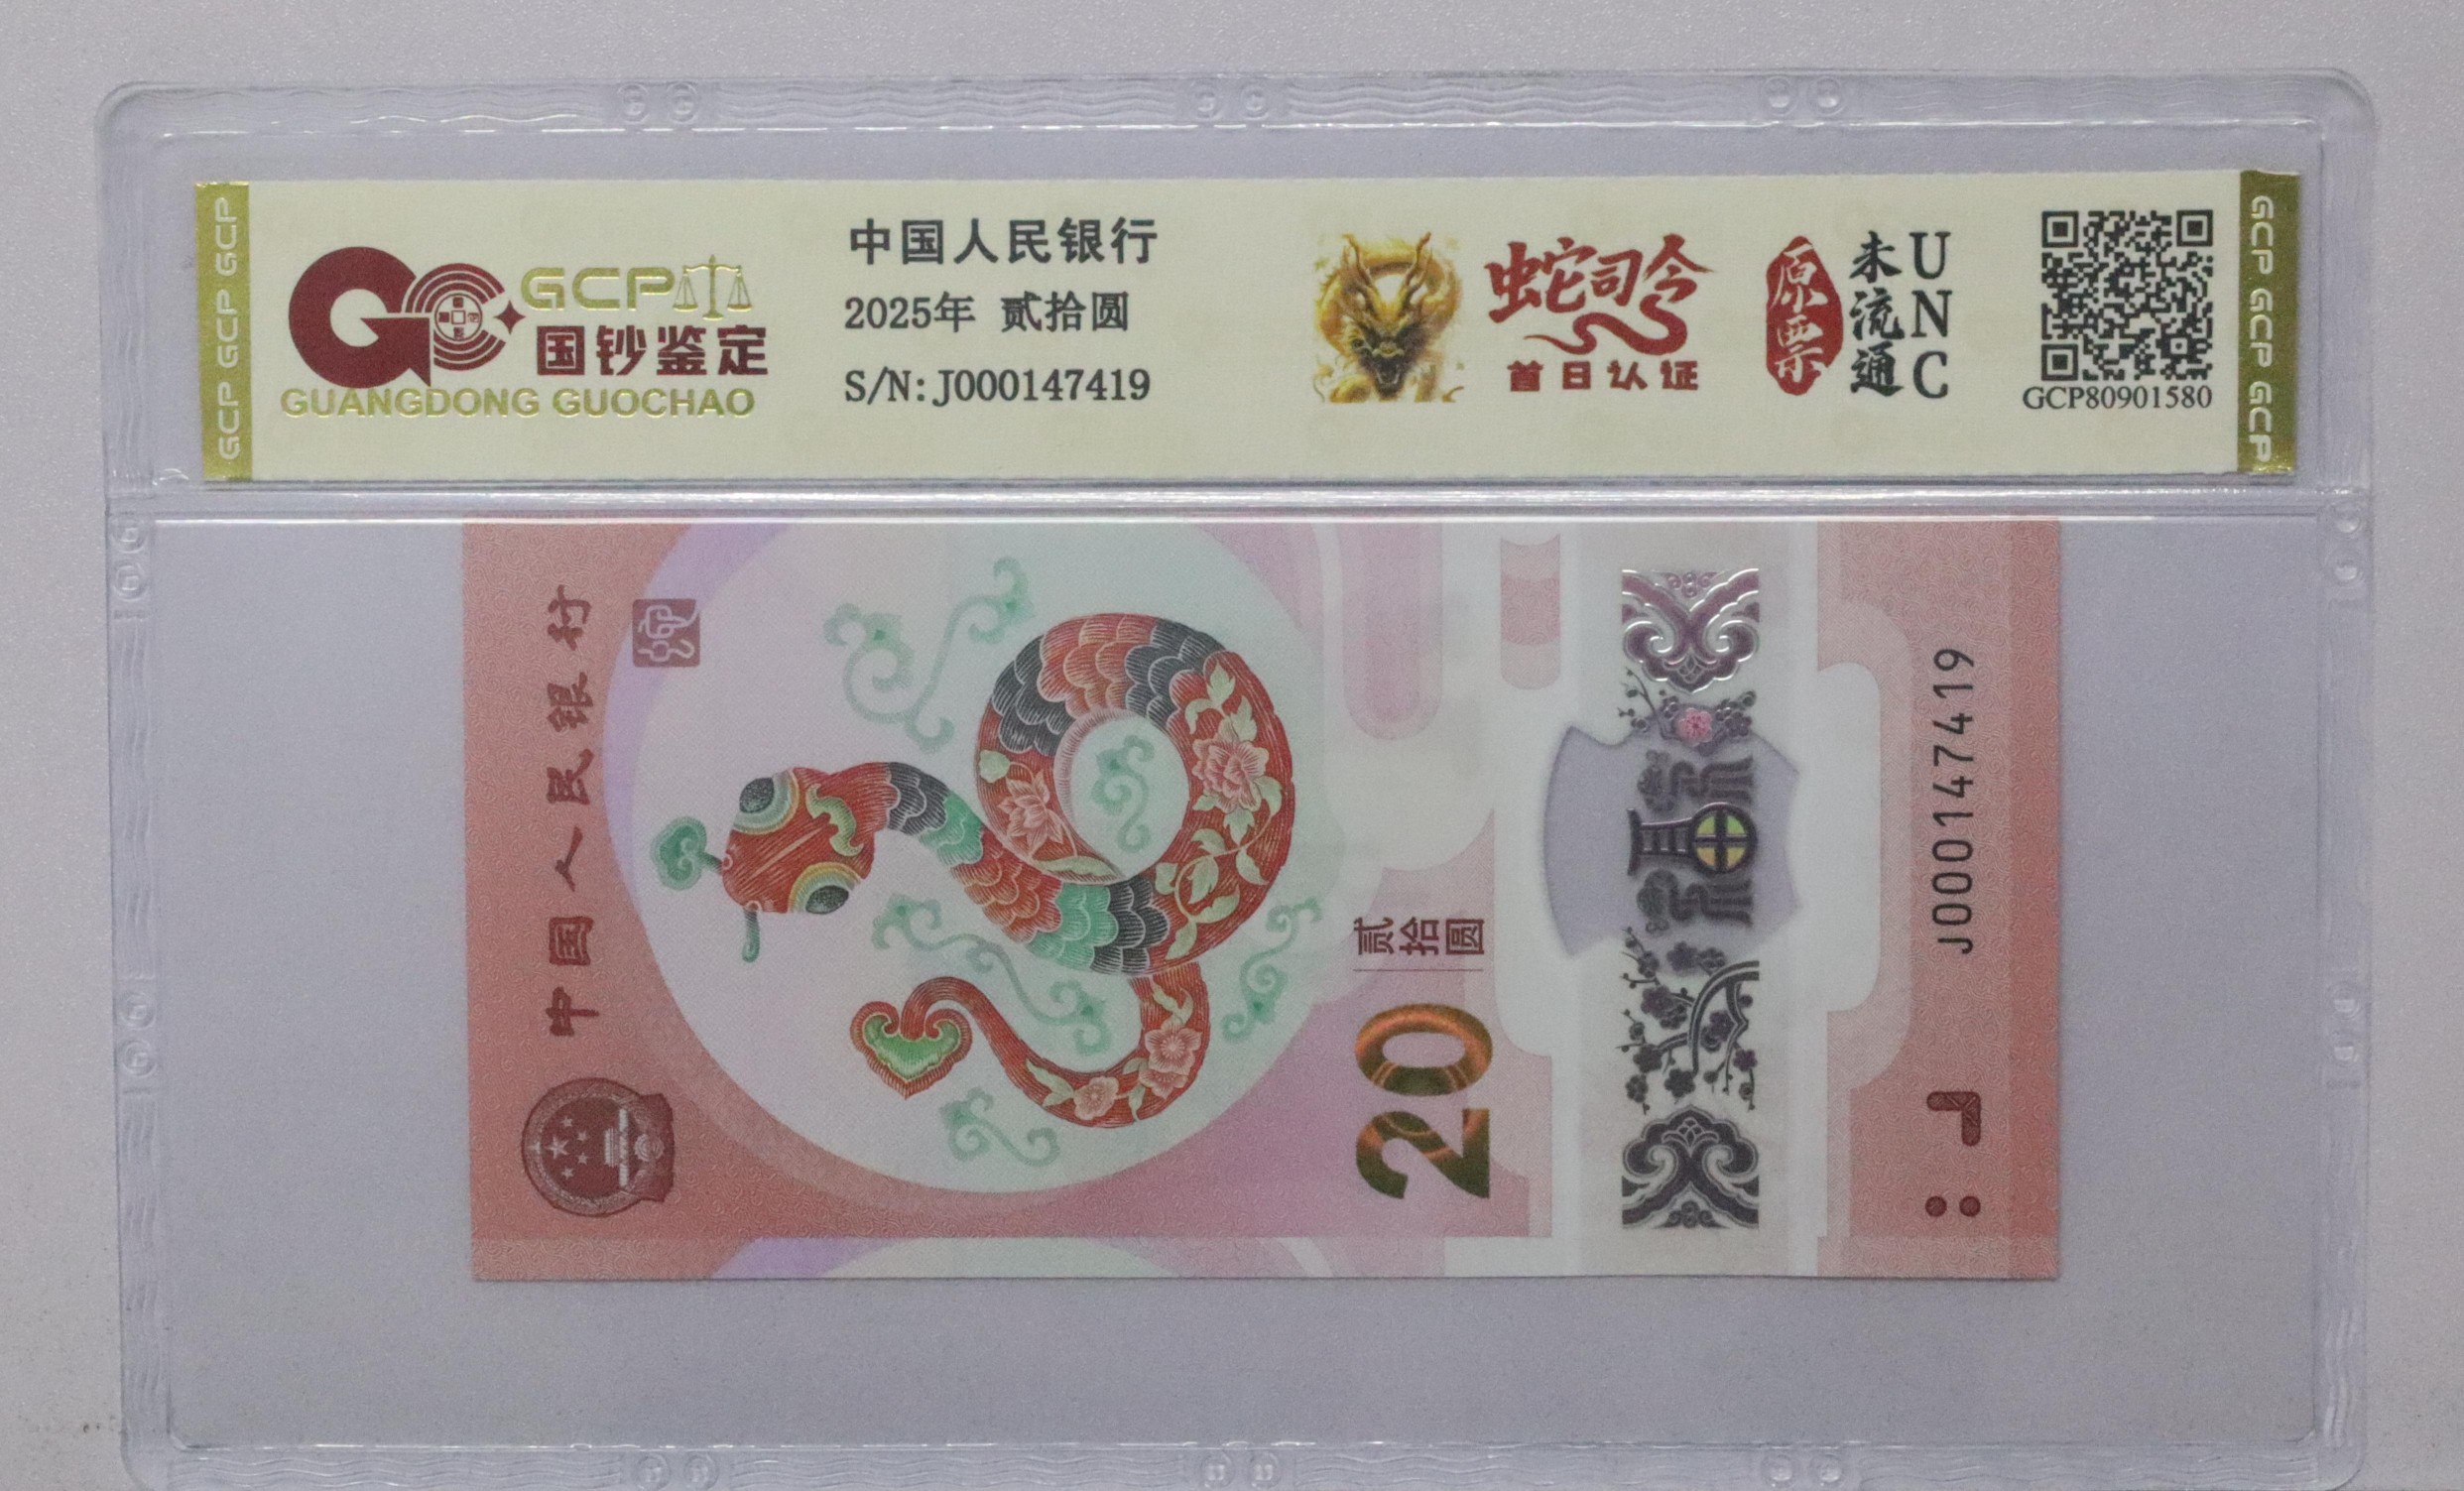 GCP GCP GCP
GCP
国钞鉴定
GUANGDONG GUOCHAO
中国人民银行
2025年 贰拾圆
S/N: J000147419
蛇司令
首日认证
原票
未流通
UNC
GCP80901580
GCP GCP GCP
中国人民银行
贰拾圆
20
福
J000147419